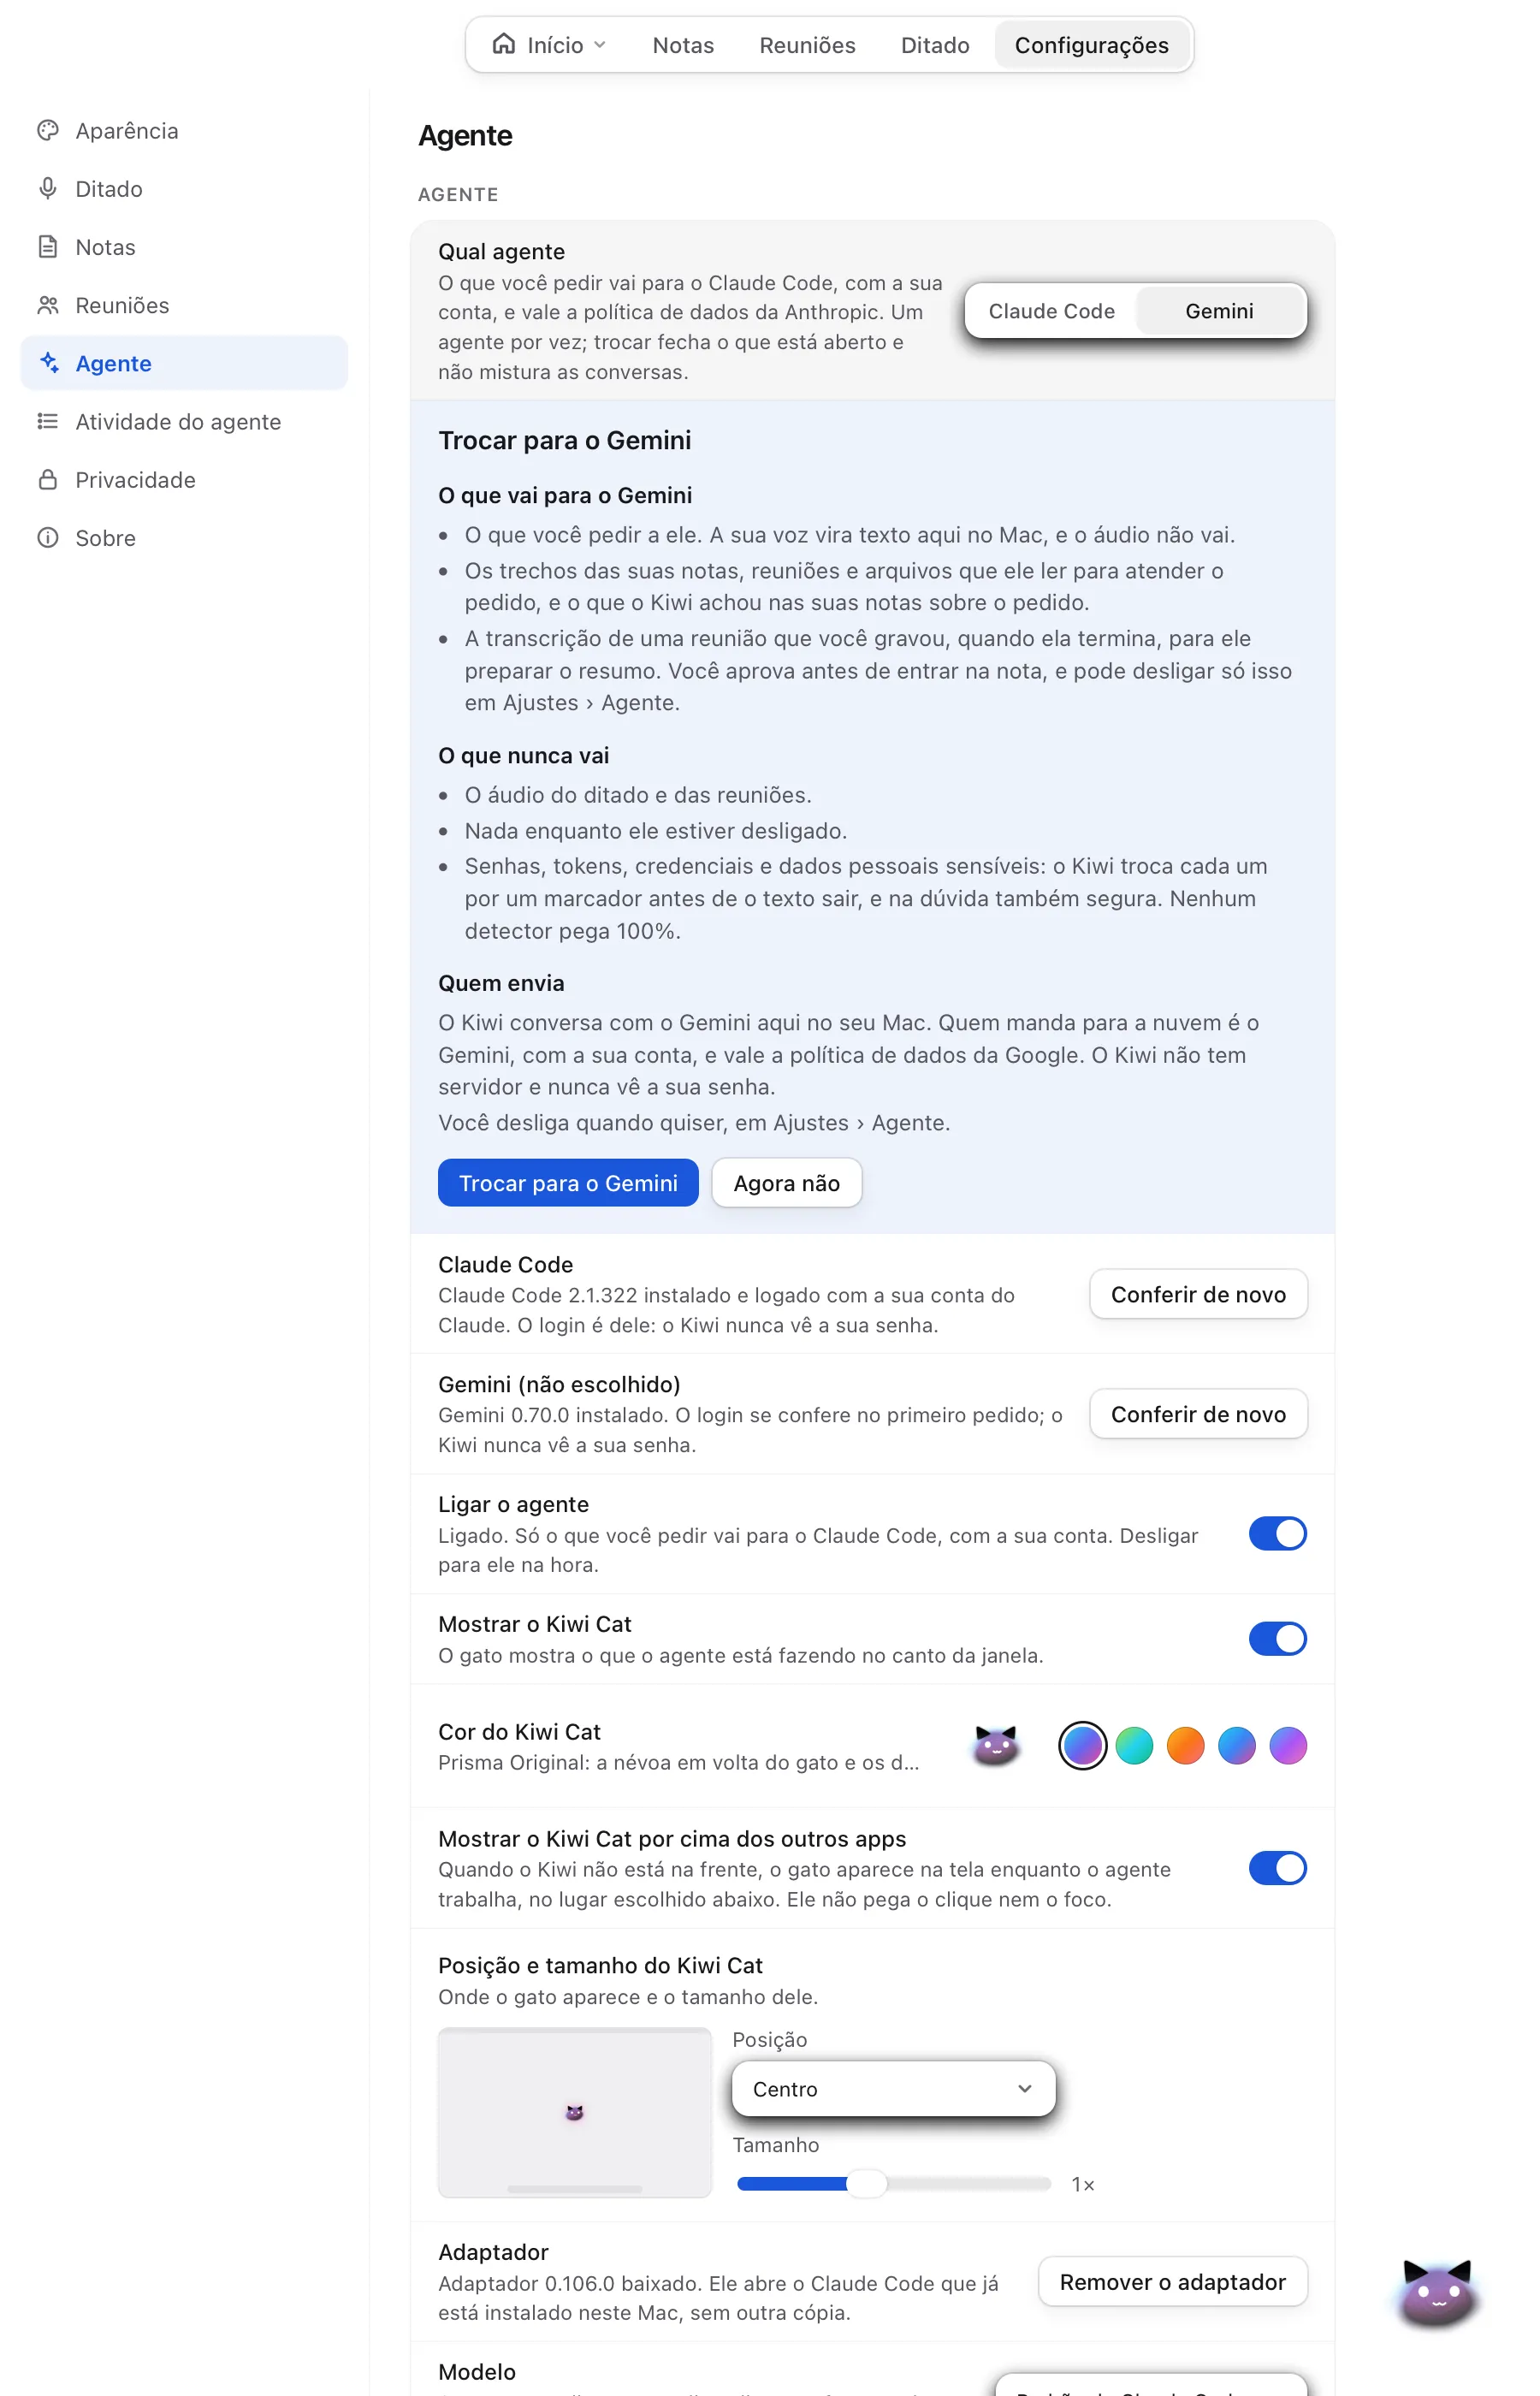 Início
Notas
Reuniões
Ditado
Configurações
Aparência
Ditado
Notas
Reuniões
Agente
Atividade do agente
Privacidade
Sobre
Agente
AGENTE
Qual agente
O que você pedir vai para o Claude Code, com a sua
conta, e vale a política de dados da Anthropic. Um
agente por vez; trocar fecha o que está aberto e
não mistura as conversas.
Claude Code
Gemini
Trocar para o Gemini
O que vai para o Gemini
• O que você pedir a ele. A sua voz vira texto aqui no Mac, e o áudio não vai.
• Os trechos das suas notas, reuniões e arquivos que ele ler para atender o
pedido, e o que o Kiwi achou nas suas notas sobre o pedido.
• A transcrição de uma reunião que você gravou, quando ela termina, para ele
preparar o resumo. Você aprova antes de entrar na nota, e pode desligar só isso
em Ajustes › Agente.
O que nunca vai
• O áudio do ditado e das reuniões.
• Nada enquanto ele estiver desligado.
• Senhas, tokens, credenciais e dados pessoais sensíveis: o Kiwi troca cada um
por um marcador antes de o texto sair, e na dúvida também segura. Nenhum
detector pega 100%.
Quem envia
O Kiwi conversa com o Gemini aqui no seu Mac. Quem manda para a nuvem é o
Gemini, com a sua conta, e vale a política de dados da Google. O Kiwi não tem
servidor e nunca vê a sua senha.
Você desliga quando quiser, em Ajustes › Agente.
Trocar para o Gemini
Agora não
Claude Code
Claude Code 2.1.322 instalado e logado com a sua conta do
Claude. O login é dele: o Kiwi nunca vê a sua senha.
Conferir de novo
Gemini (não escolhido)
Gemini 0.70.0 instalado. O login se confere no primeiro pedido; o
Kiwi nunca vê a sua senha.
Conferir de novo
Ligar o agente
Ligado. Só o que você pedir vai para o Claude Code, com a sua conta. Desligar
para ele na hora.
Mostrar o Kiwi Cat
O gato mostra o que o agente está fazendo no canto da janela.
Cor do Kiwi Cat
Prisma Original: a névoa em volta do gato e os d...
Mostrar o Kiwi Cat por cima dos outros apps
Quando o Kiwi não está na frente, o gato aparece na tela enquanto o agente
trabalha, no lugar escolhido abaixo. Ele não pega o clique nem o foco.
Posição e tamanho do Kiwi Cat
Onde o gato aparece e o tamanho dele.
Posição
Centro
Tamanho
1×
Adaptador
Adaptador 0.106.0 baixado. Ele abre o Claude Code que já
está instalado neste Mac, sem outra cópia.
Remover o adaptador
Modelo